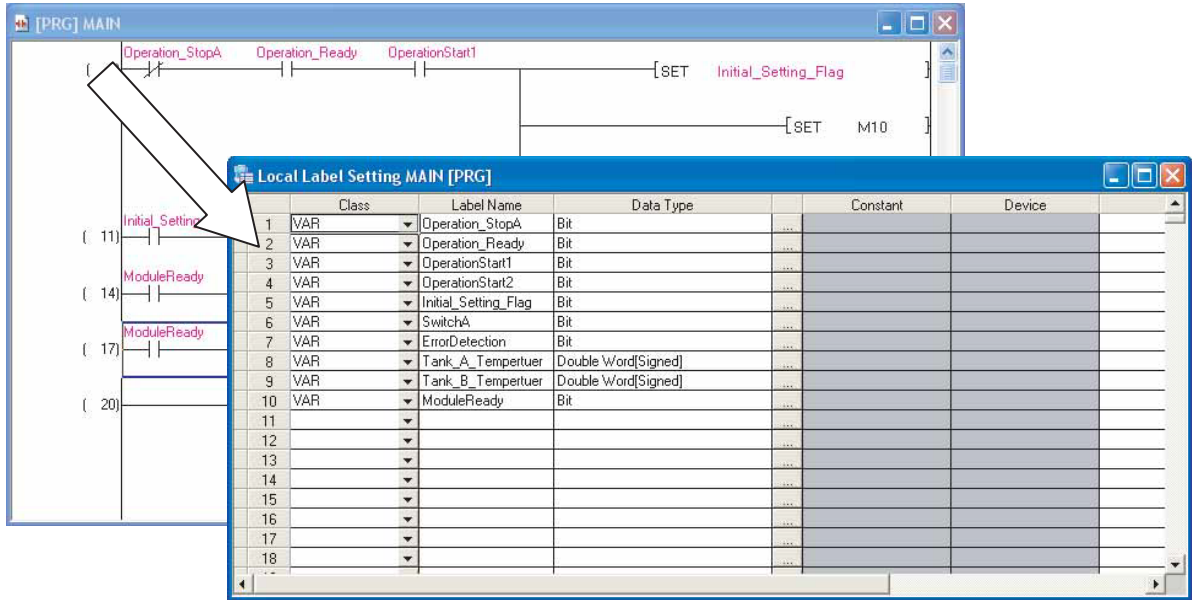 [PRG] MAIN
Operation_StopA Operation_Ready OperationStart1
(
SET Initial_Setting_Flag
SET M10
Initial_Setting
( 11)
ModuleReady
( 14)
ModuleReady
( 17)
( 20)
Local Label Setting MAIN [PRG]
Class Label Name Data Type Constant Device
1 VAR Operation_StopA Bit ...
2 VAR Operation_Ready Bit ...
3 VAR OperationStart1 Bit ...
4 VAR OperationStart2 Bit ...
5 VAR Initial_Setting_Flag Bit ...
6 VAR SwitchA Bit ...
7 VAR ErrorDetection Bit ...
8 VAR Tank_A_Tempertuer Double Word[Signed] ...
9 VAR Tank_B_Tempertuer Double Word[Signed] ...
10 VAR ModuleReady Bit ...
11 ...
12 ...
13 ...
14 ...
15 ...
16 ...
17 ...
18 ...